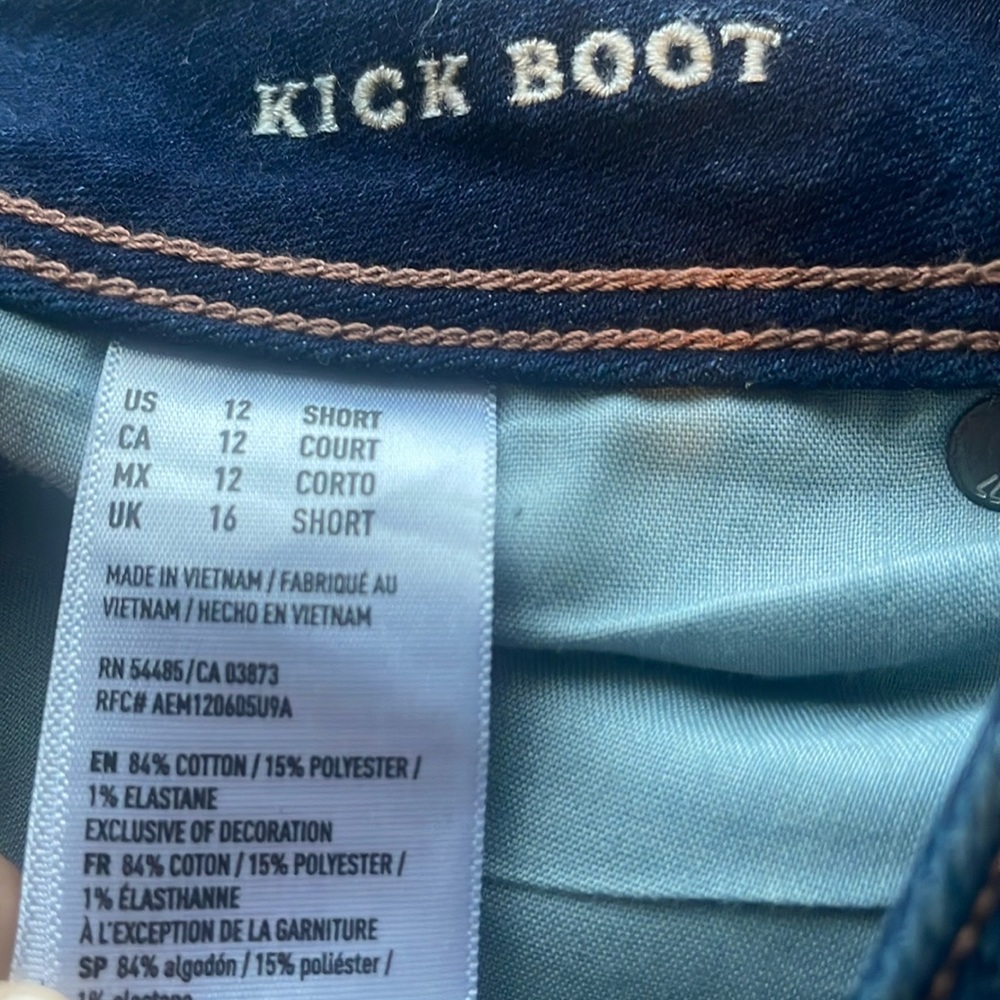 KICK BOOT
US 12 SHORT
CA 12 COURT
MX 12 CORTO
UK 16 SHORT
MADE IN VIETNAM / FABRIQUÉ AU
VIETNAM / HECHO EN VIETNAM
RN 54485/CA 03873
RFC# AEM120605U9A
EN 84% COTTON / 15% POLYESTER /
1% ELASTANE
EXCLUSIVE OF DECORATION
FR 84% COTON / 15% POLYESTER /
1% ÉLASTHANNE
À L'EXCEPTION DE LA GARNITURE
SP 84% algodón / 15% poliéster /
1% elastano